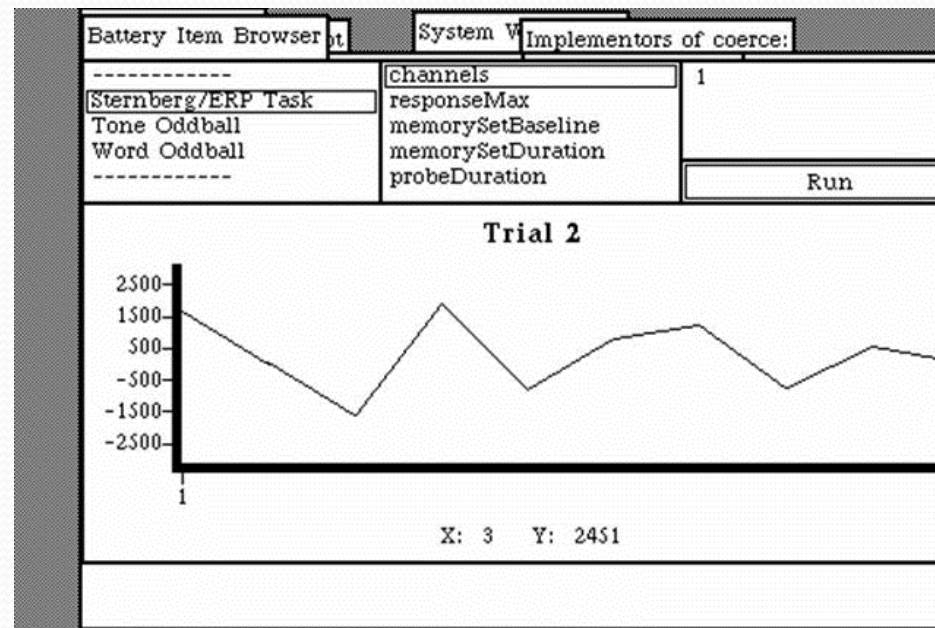 Battery Item Browser
System
Implementors of coerce:
------------
Sternberg/ERP Task
Tone Oddball
Word Oddball
------------
channels
responseMax
memorySetBaseline
memorySetDuration
probeDuration
1
Run
Trial 2
2500
1500
500
-500
-1500
-2500
1
X: 3 Y: 2451